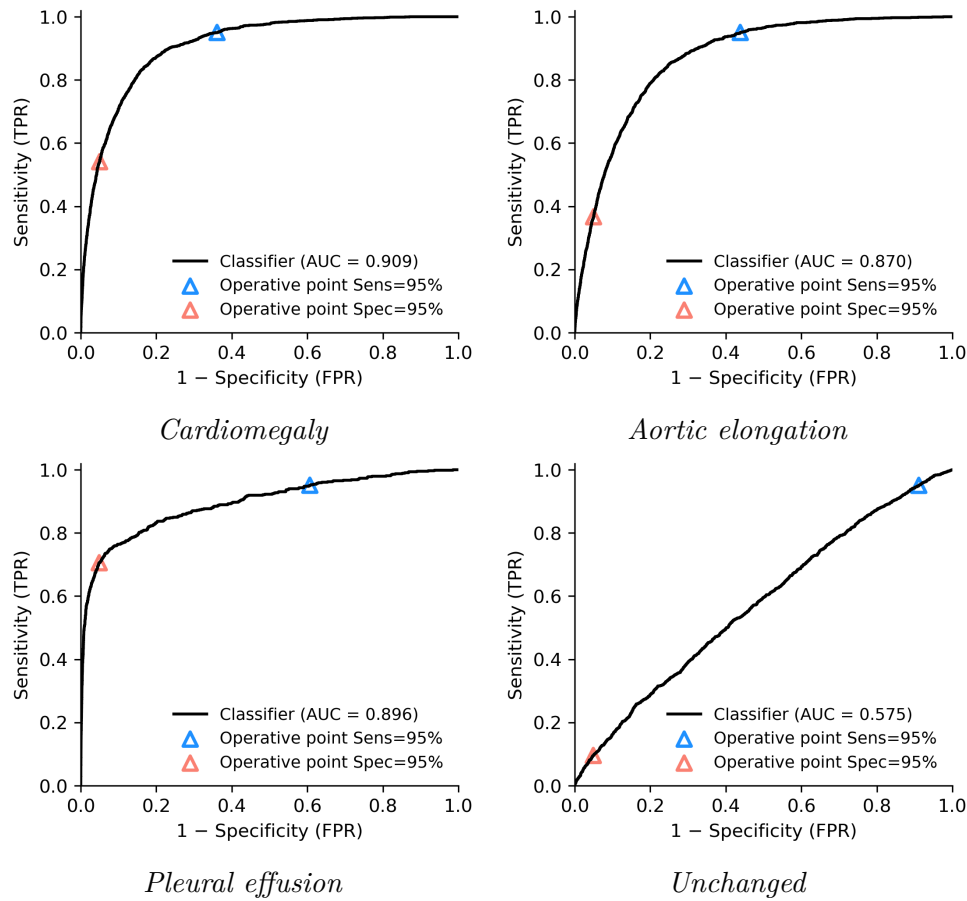 1.0
0.8
0.6
0.4
0.2
0.0
Sensitivity (TPR)
Classifier (AUC = 0.909)
Operative point Sens=95%
Operative point Spec=95%
0.0 0.2 0.4 0.6 0.8 1.0
1 − Specificity (FPR)
Cardiomegaly
1.0
0.8
0.6
0.4
0.2
0.0
Sensitivity (TPR)
Classifier (AUC = 0.870)
Operative point Sens=95%
Operative point Spec=95%
0.0 0.2 0.4 0.6 0.8 1.0
1 − Specificity (FPR)
Aortic elongation
1.0
0.8
0.6
0.4
0.2
0.0
Sensitivity (TPR)
Classifier (AUC = 0.896)
Operative point Sens=95%
Operative point Spec=95%
0.0 0.2 0.4 0.6 0.8 1.0
1 − Specificity (FPR)
Pleural effusion
1.0
0.8
0.6
0.4
0.2
0.0
Sensitivity (TPR)
Classifier (AUC = 0.575)
Operative point Sens=95%
Operative point Spec=95%
0.0 0.2 0.4 0.6 0.8 1.0
1 − Specificity (FPR)
Unchanged